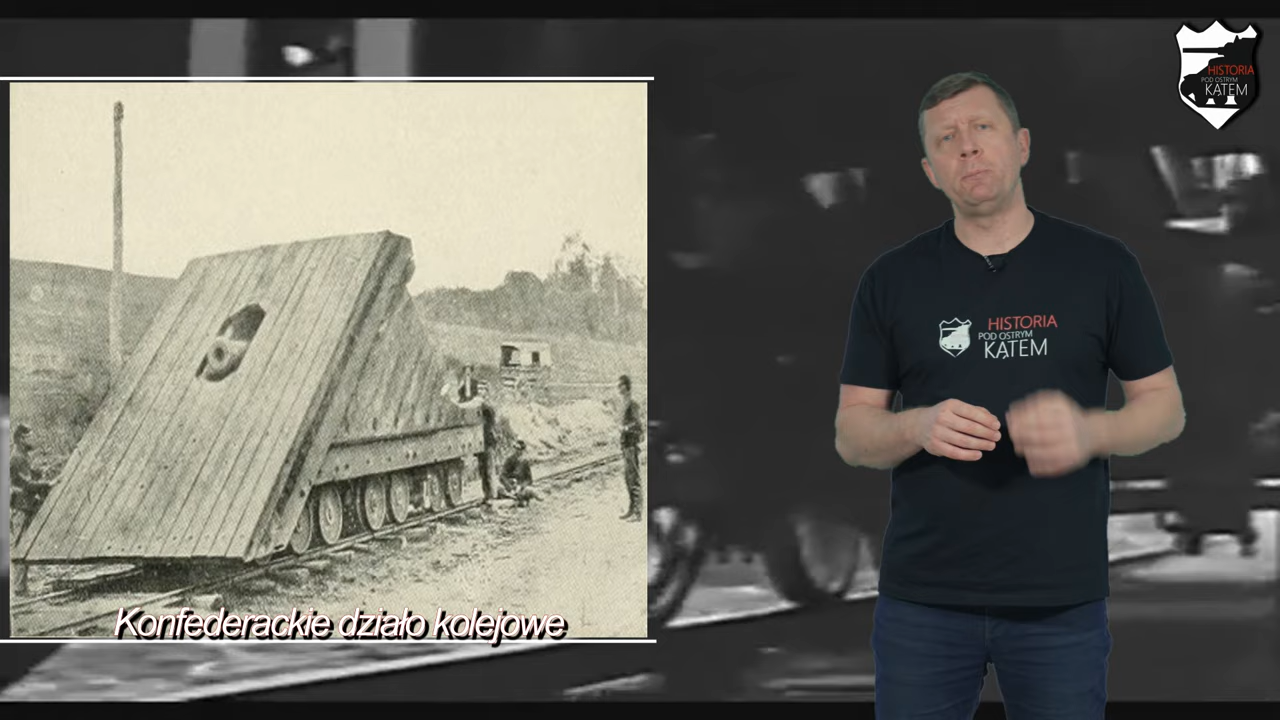 HISTORIA
POD OSTRYM
KĄTEM
HISTORIA
POD OSTRYM
KĄTEM
Konfederackie działo kolejowe